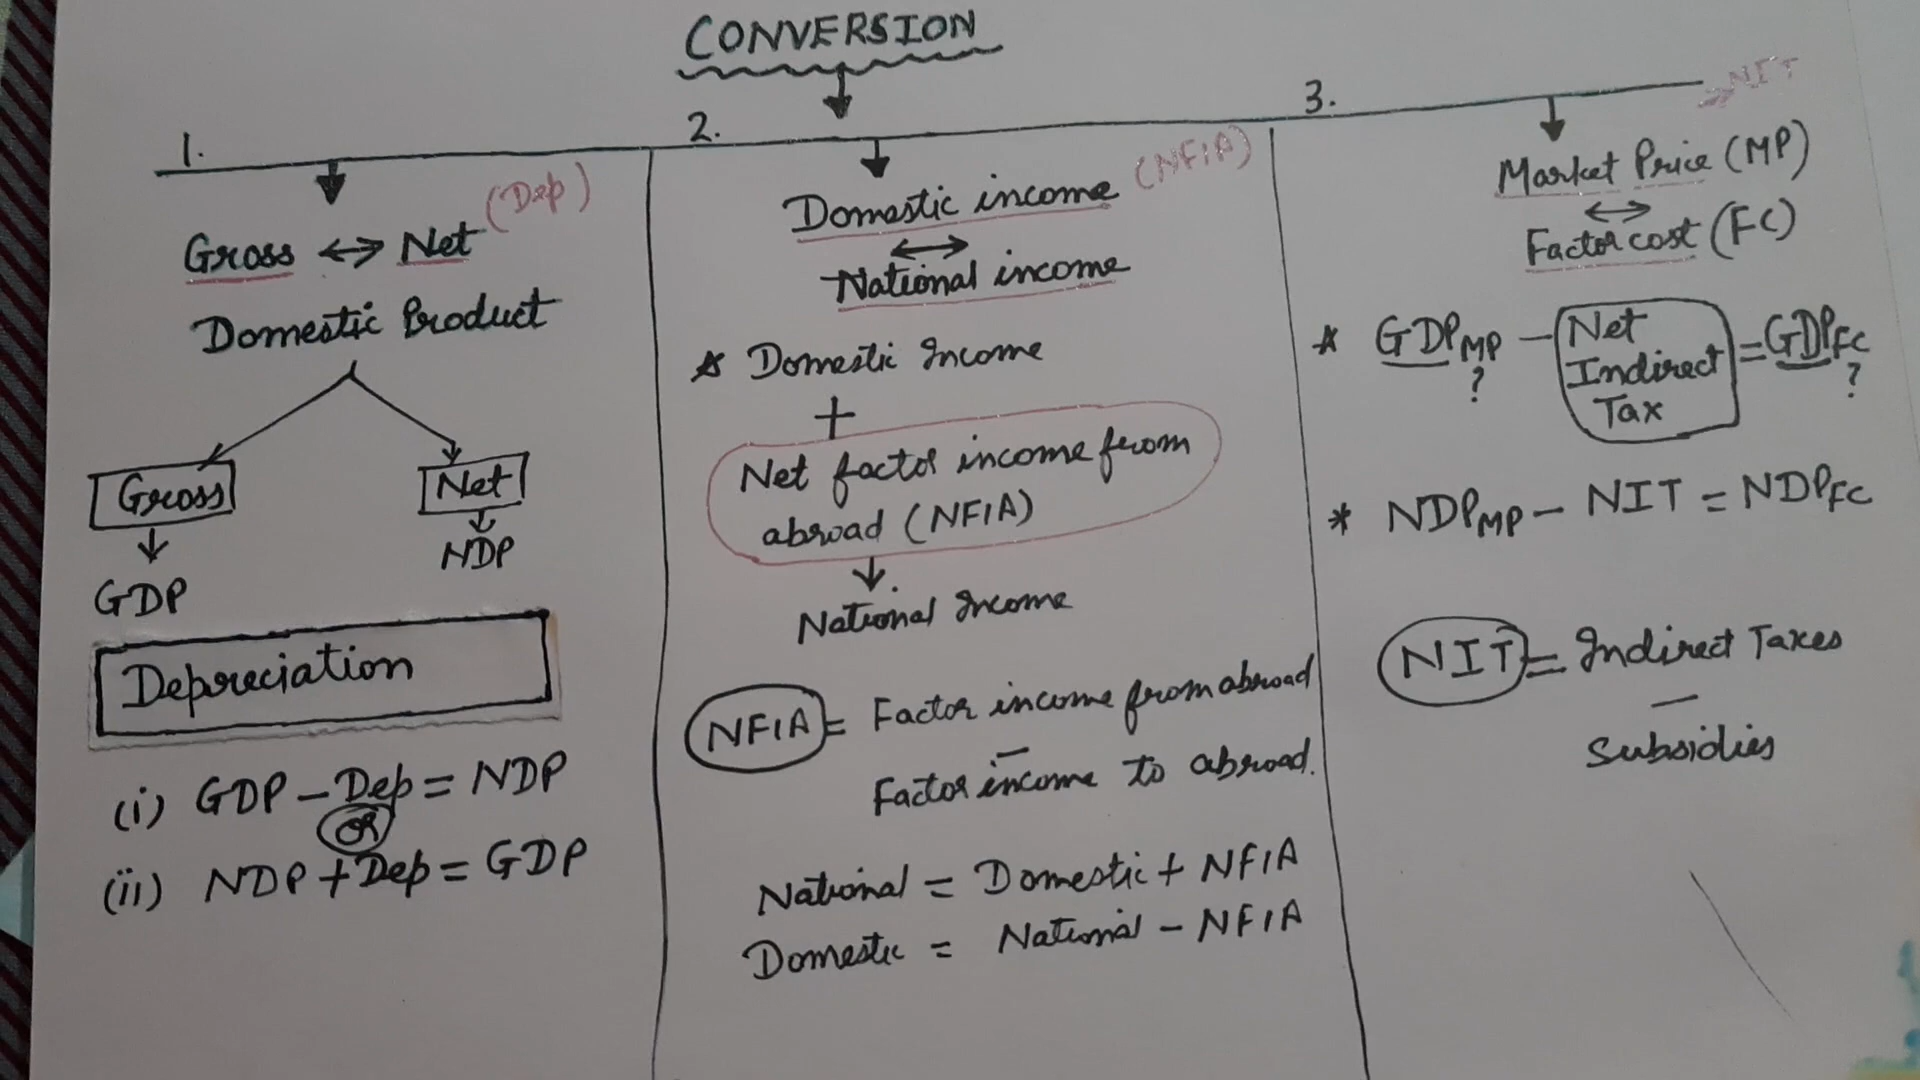 CONVERSION
1.
(Dep)
Gross ↔ Net
Domestic Product
Gross
Net
GDP
NDP
Depreciation
(i) GDP - Dep = NDP
or
(ii) NDP + Dep = GDP
2.
(NFIA)
Domestic income
↔
National income
* Domestic Income
+
Net factor income from
abroad (NFIA)
National Income
NFIA = Factor income from abroad
-
Factor income to abroad.
National = Domestic + NFIA
Domestic = National - NFIA
3.
NIT
Market Price (MP)
↔
Factor cost (FC)
* GDPMP - Net Indirect Tax = GDPFC
? ?
* NDPMP - NIT = NDPFC
NIT = Indirect Taxes
-
Subsidies